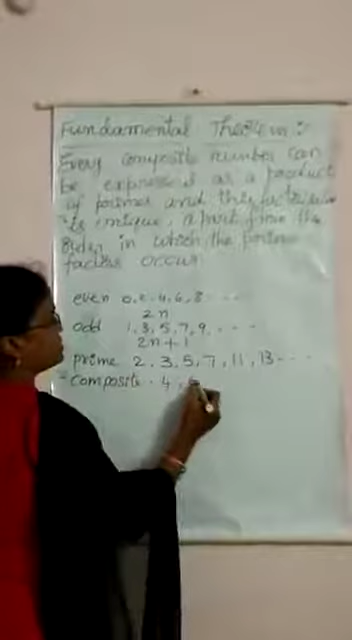 Fundamental Theorem :
Every composite number can
be expressed as a product
of primes and this factorisation
is unique, apart from the
order in which the prime
factors occur
even 0, 2, 4, 6, 8 ....
2n
odd 1, 3, 5, 7, 9, . . . .
2n + 1
prime 2, 3, 5, 7, 11, 13 - - -
composite . 4, 6